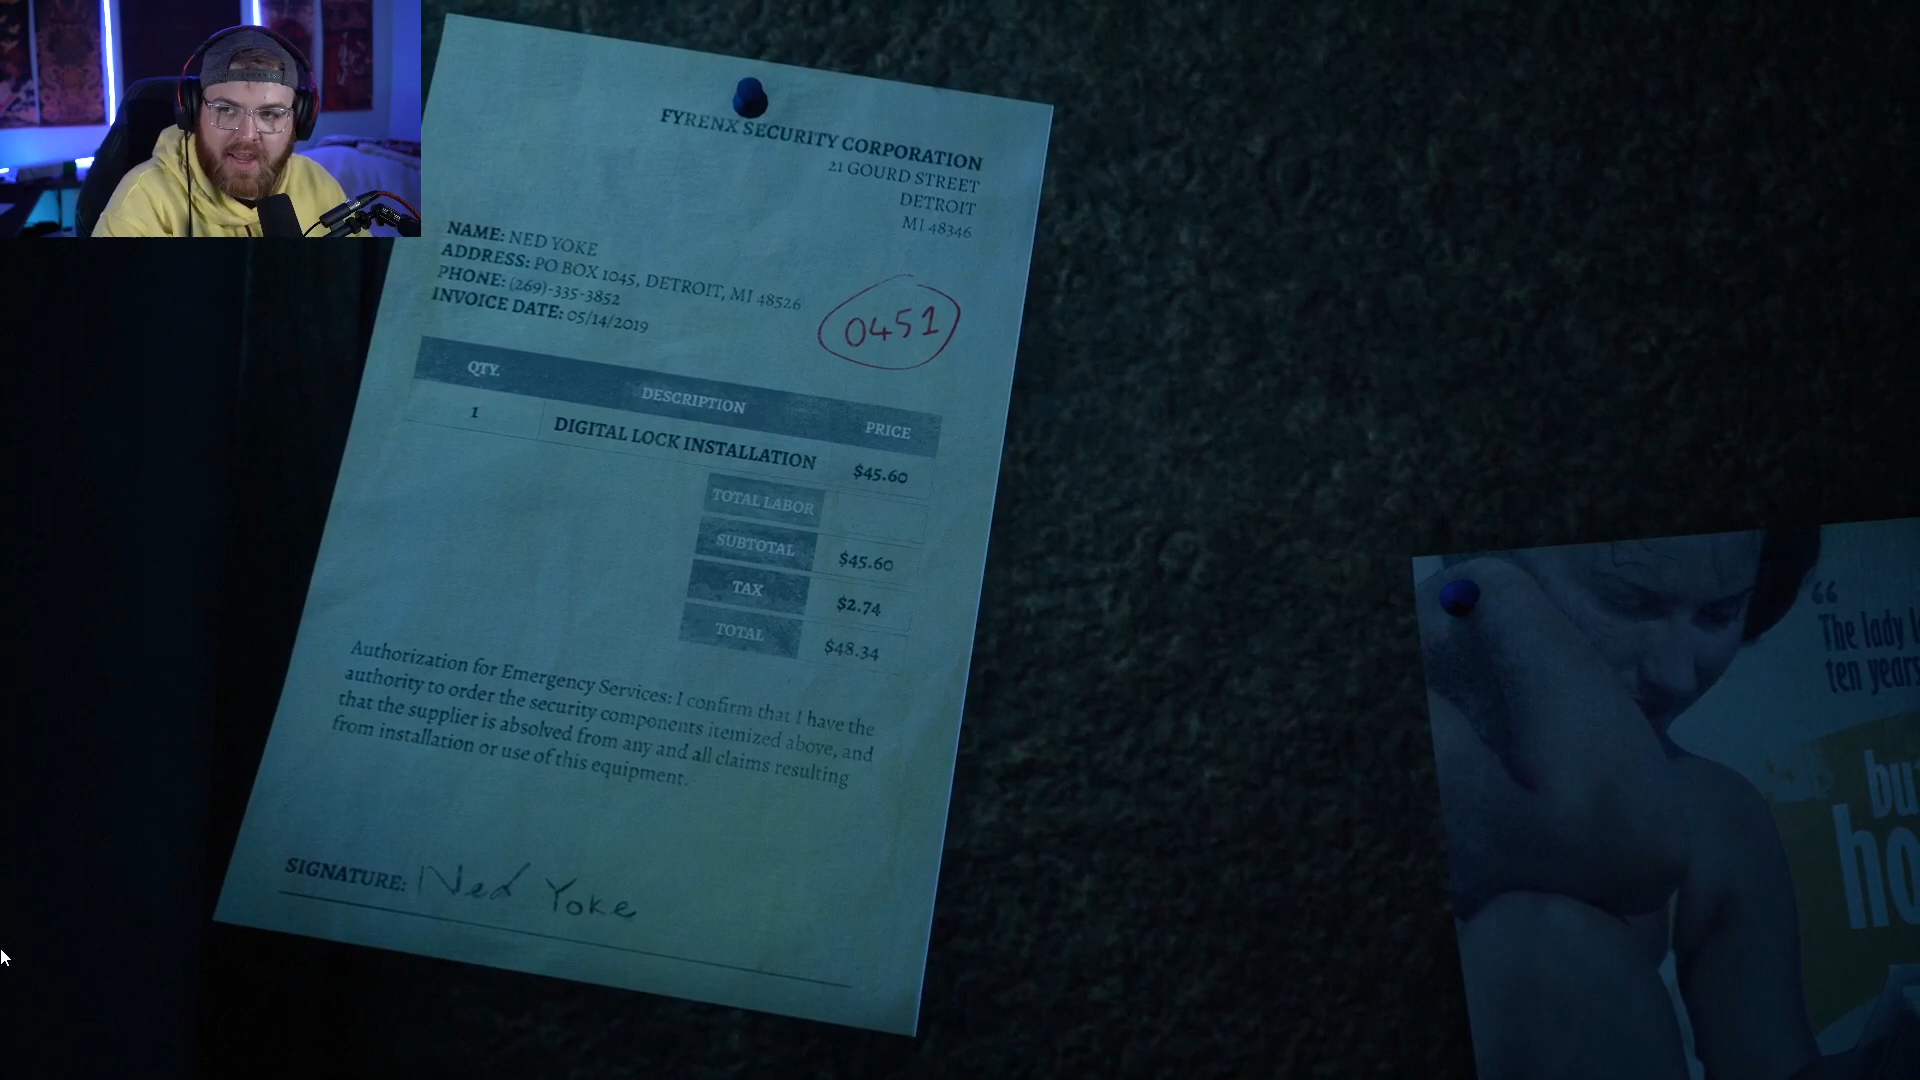 FYRENX SECURITY CORPORATION
21 GOURD STREET
DETROIT
MI 48346
NAME: NED YOKE
ADDRESS: PO BOX 1045, DETROIT, MI 48526
PHONE: (269)-335-3852
INVOICE DATE: 05/14/2019
0451
QTY. DESCRIPTION PRICE
1 DIGITAL LOCK INSTALLATION $45.60
TOTAL LABOR
SUBTOTAL $45.60
TAX $2.74
TOTAL $48.34
Authorization for Emergency Services: I confirm that I have the
authority to order the security components itemized above, and
that the supplier is absolved from any and all claims resulting
from installation or use of this equipment.
SIGNATURE: Ned Yoke
“
The lady
ten years